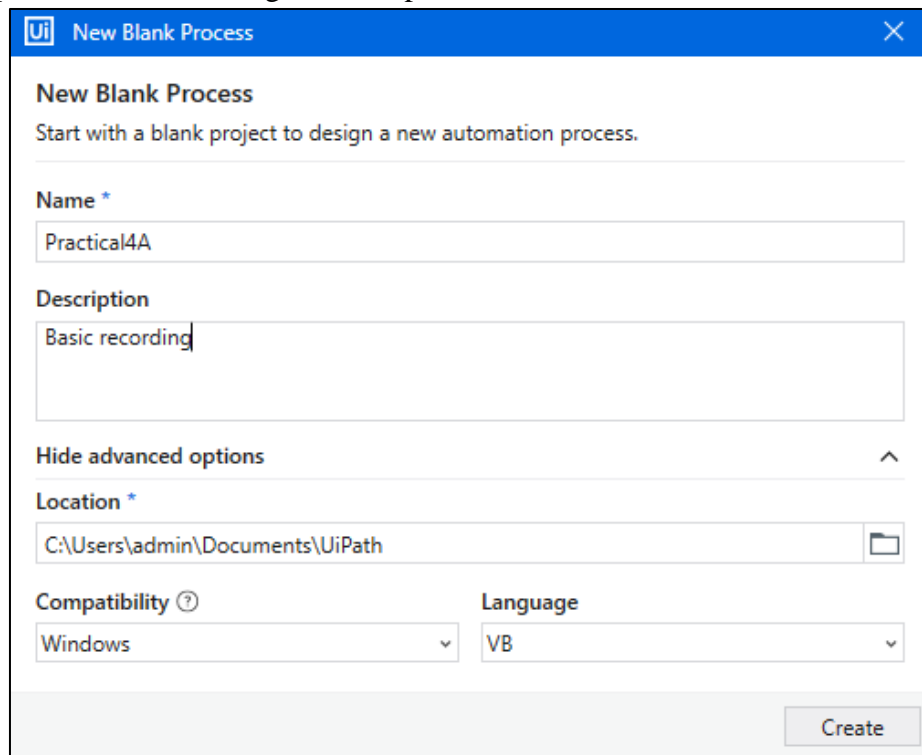 Ui New Blank Process
New Blank Process
Start with a blank project to design a new automation process.
Name *
Practical4A
Description
Basic recording
Hide advanced options
Location *
C:\Users\admin\Documents\UiPath
Compatibility ? Language
Windows VB
Create